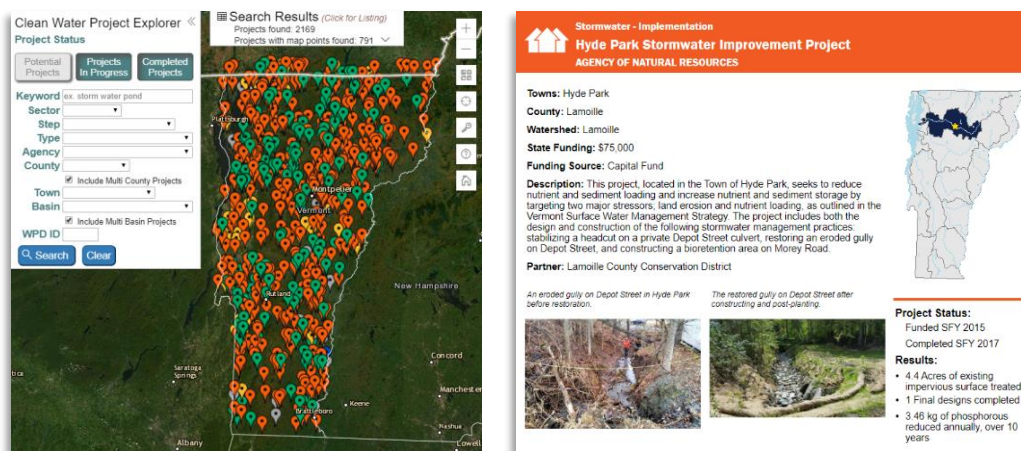 Clean Water Project Explorer
Project Status
Potential Projects
Projects In Progress
Completed Projects
Keyword ex. storm water pond
Sector
Step
Type
Agency
County
Include Multi County Projects
Town
Basin
Include Multi Basin Projects
WPD ID
Search Clear
Search Results (Click for Listing)
Projects found: 2169
Projects with map points found: 791
Plattsburgh
Montpelier
Vermont
Rutland
New Hampshire
Concord
Saratoga
Springs
Manchester
Keene
Brattleboro
Nashua
Albany
Lowell
Stormwater - Implementation
Hyde Park Stormwater Improvement Project
AGENCY OF NATURAL RESOURCES
Towns: Hyde Park
County: Lamoille
Watershed: Lamoille
State Funding: $75,000
Funding Source: Capital Fund
Description: This project, located in the Town of Hyde Park, seeks to reduce
nutrient and sediment loading and increase nutrient and sediment storage by
targeting two major stressors, land erosion and nutrient loading, as outlined in the
Vermont Surface Water Management Strategy. The project includes both the
design and construction of the following stormwater management practices:
stabilizing a headcut on a private Depot Street culvert, restoring an eroded gully
on Depot Street, and constructing a bioretention area on Morey Road.
Partner: Lamoille County Conservation District
An eroded gully on Depot Street in Hyde Park
before restoration.
The restored gully on Depot Street after
constructing and post-planting.
Project Status:
Funded SFY 2015
Completed SFY 2017
Results:
• 4.4 Acres of existing
impervious surface treated
• 1 Final designs completed
• 3.46 kg of phosphorous
reduced annually, over 10
years